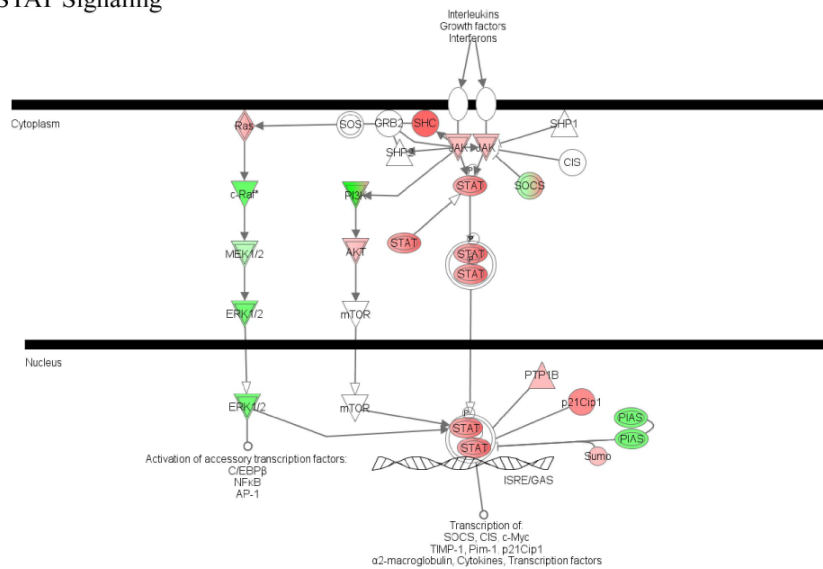 STAT Signaling
Interleukins
Growth factors
Interferons
Cytoplasm
Ras
SOS
GRB2
SHC
SHP2
JAK
JAK
SHP1
CIS
SOCS
c-Raf*
PI3K
STAT
STAT
MEK1/2
AKT
STAT
P
STAT
ERK1/2
mTOR
Nucleus
PTP1B
p21Cip1
PIAS
PIAS
Sumo
ERK1/2
mTOR
STAT
STAT
ISRE/GAS
Activation of accessory transcription factors:
C/EBPβ
NFκB
AP-1
Transcription of:
SOCS, CIS, c-Myc
TIMP-1, Pim-1, p21Cip1
α2-macroglobulin, Cytokines, Transcription factors